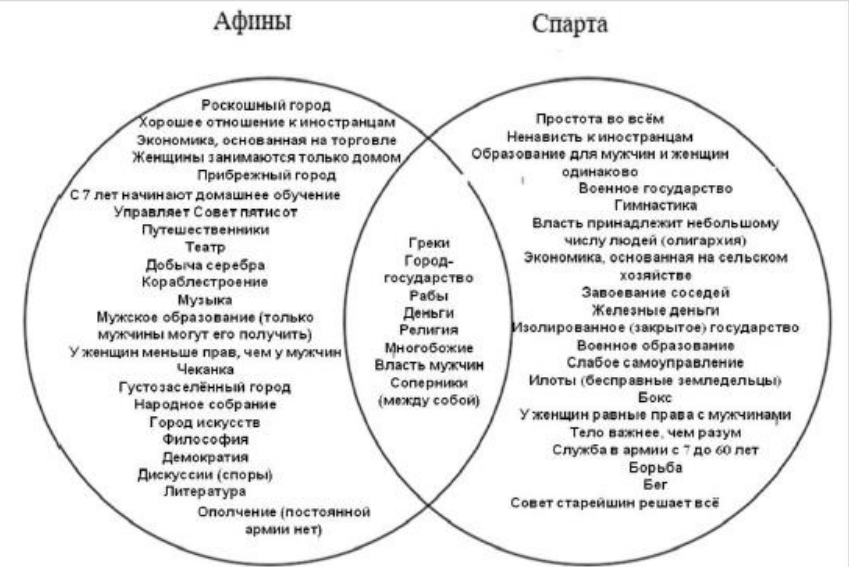 Афины
Спарта
Роскошный город
Хорошее отношение к иностранцам
Экономика, основанная на торговле
Женщины занимаются только домом
Прибрежный город
С 7 лет начинают домашнее обучение
Управляет Совет пятисот
Путешественники
Театр
Добыча серебра
Кораблестроение
Музыка
Мужское образование (только
мужчины могут его получить)
У женщин меньше прав, чем у мужчин
Чеканка
Густозаселённый город
Народное собрание
Город искусств
Философия
Демократия
Дискуссии (споры)
Литература
Ополчение (постоянной
армии нет)
Греки
Город-
государство
Рабы
Деньги
Религия
Многобожие
Власть мужчин
Соперники
(между собой)
Простота во всём
Ненависть к иностранцам
Образование для мужчин и женщин
одинаково
Военное государство
Гимнастика
Власть принадлежит небольшому
числу людей (олигархия)
Экономика, основанная на сельском
хозяйстве
Завоевание соседей
Железные деньги
Изолированное (закрытое) государство
Военное образование
Слабое самоуправление
Илоты (бесправные земледельцы)
Бокс
У женщин равные права с мужчинами
Тело важнее, чем разум
Служба в армии с 7 до 60 лет
Борьба
Бег
Совет старейшин решает всё